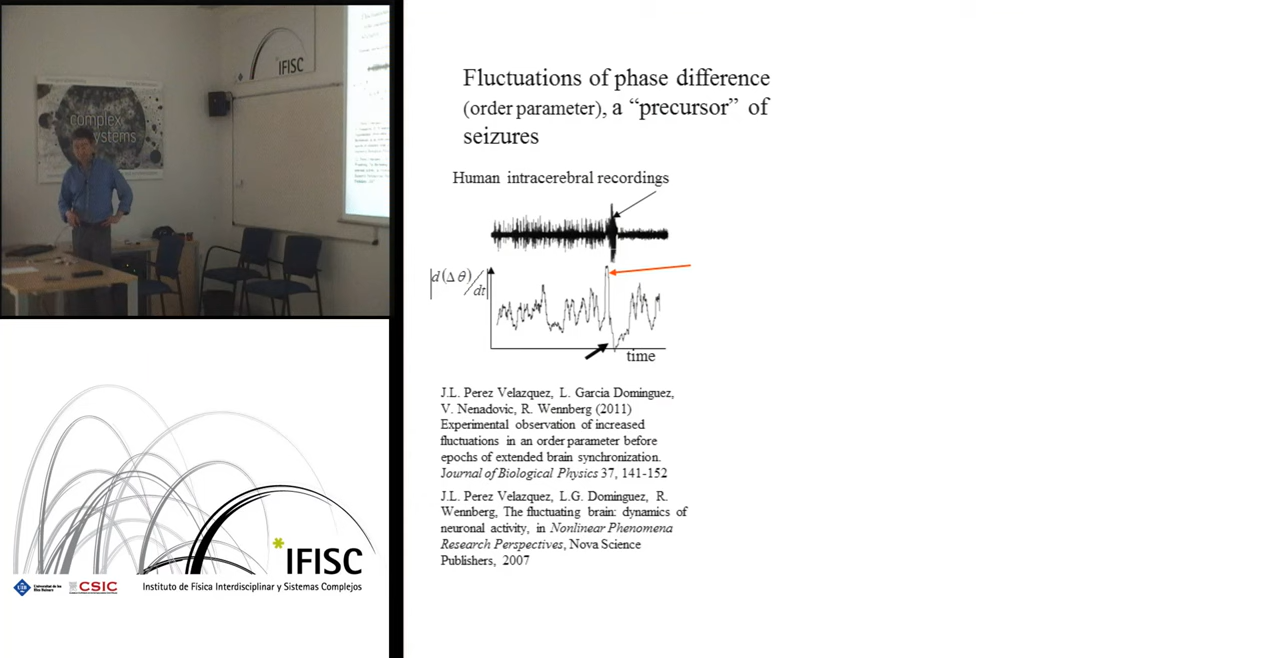 complex
systems
IFISC
Fluctuations of phase difference
(order parameter), a “precursor” of
seizures
Human intracerebral recordings
|d(Δθ)/dt|
time
J.L. Perez Velazquez, L. Garcia Dominguez,
V. Nenadovic, R. Wennberg (2011)
Experimental observation of increased
fluctuations in an order parameter before
epochs of extended brain synchronization.
Journal of Biological Physics 37, 141-152
J.L. Perez Velazquez, L.G. Dominguez, R.
Wennberg, The fluctuating brain: dynamics of
neuronal activity, in Nonlinear Phenomena
Research Perspectives, Nova Science
Publishers, 2007
*IFISC
UIB
CSIC
Instituto de Física Interdisciplinar y Sistemas Complejos